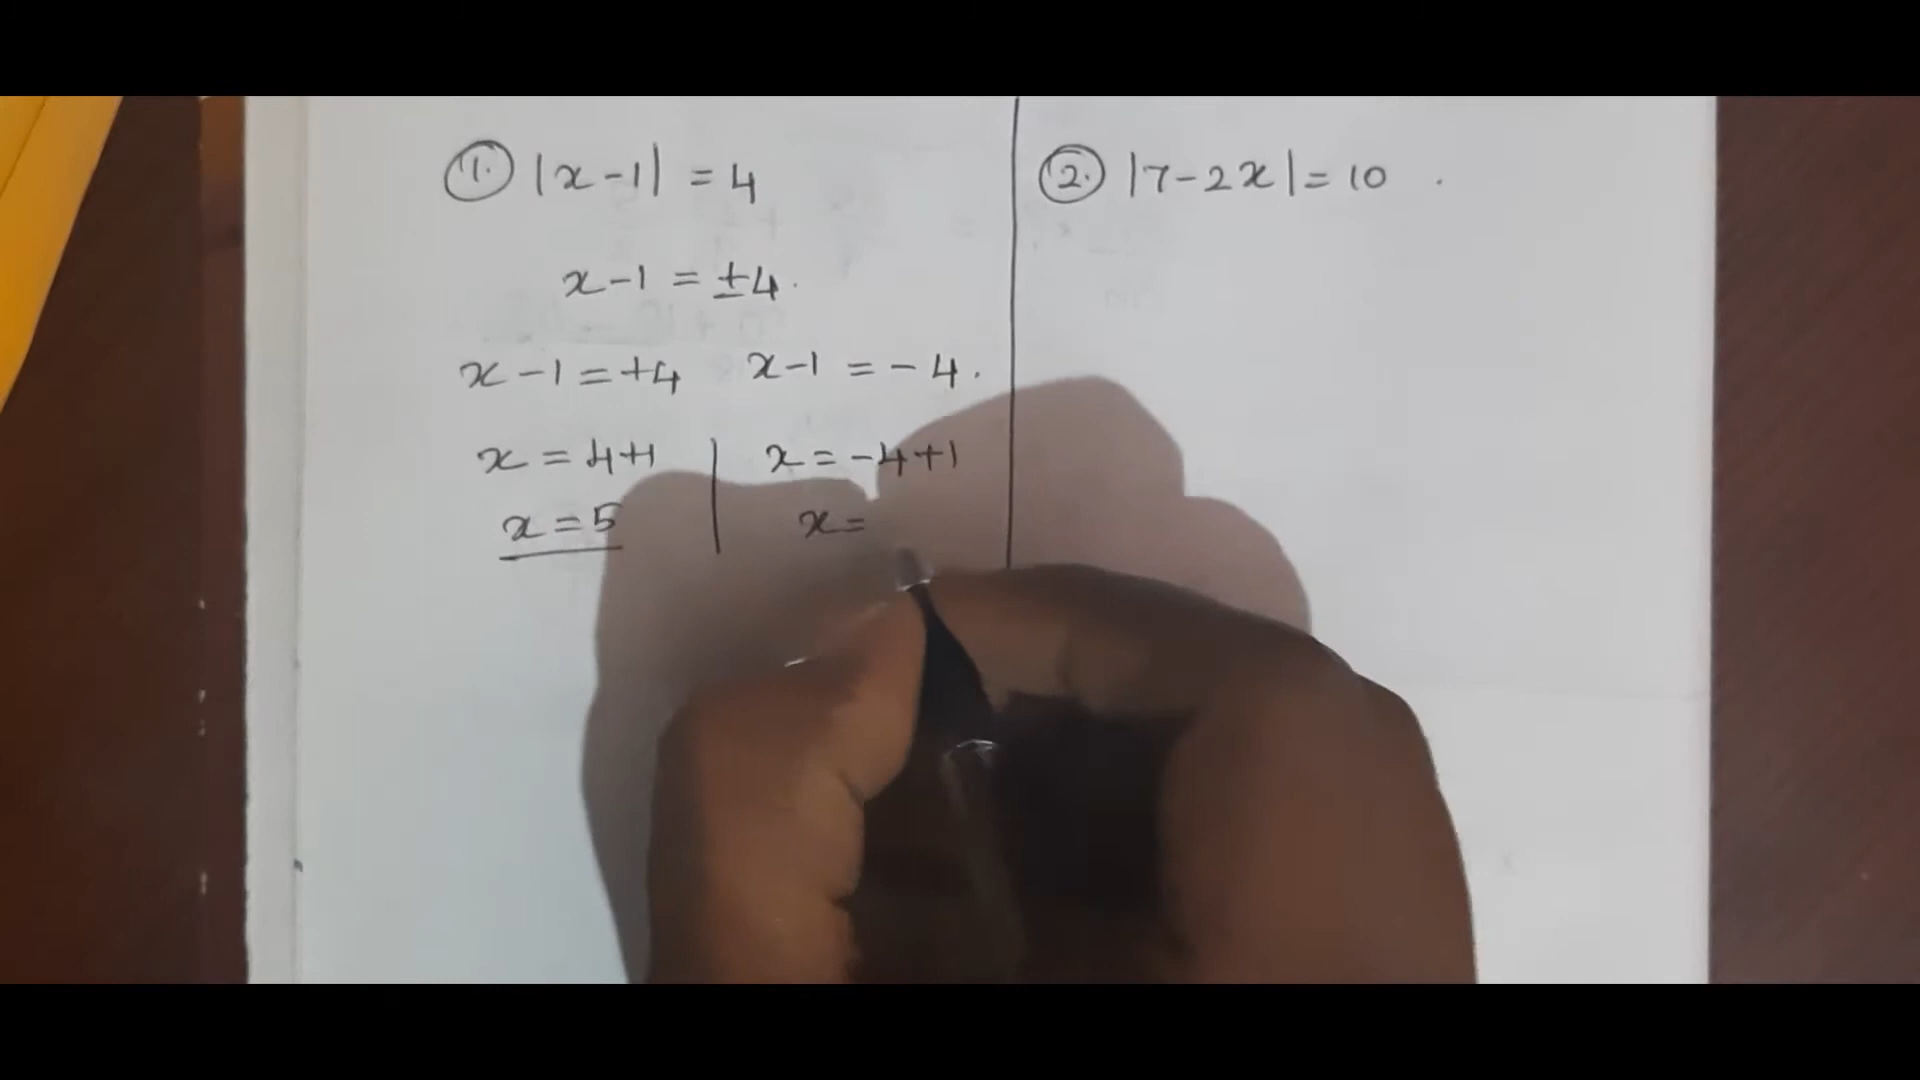 1. |x-1| = 4
x-1 = ±4.
x-1 = +4 x-1 = -4.
x = 4+1 | x = -4+1
x = 5 x =
2. |7-2x| = 10 .